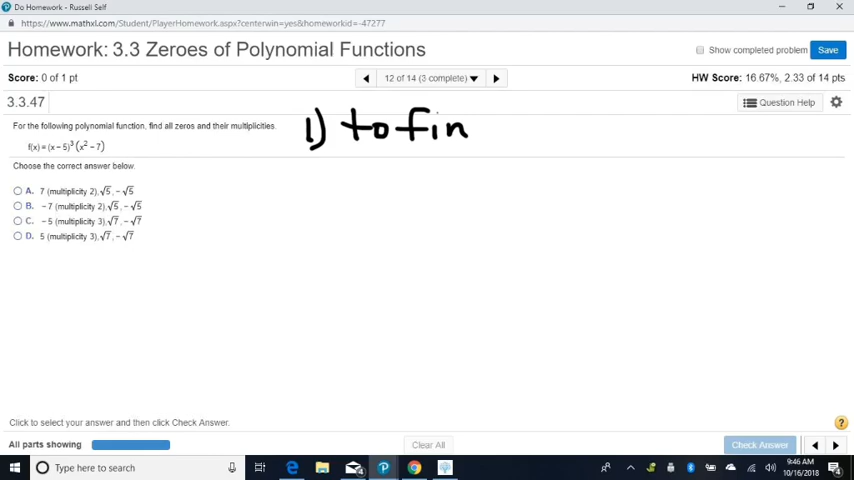 Do Homework - Russell Self
https://www.mathxl.com/Student/PlayerHomework.aspx?centerwin=yes&homeworkid=-47277
Homework: 3.3 Zeroes of Polynomial Functions
Show completed problem
Save
Score: 0 of 1 pt
12 of 14 (3 complete)
HW Score: 16.67%, 2.33 of 14 pts
3.3.47
Question Help
For the following polynomial function, find all zeros and their multiplicities.
1) to fin
f(x) = (x − 5)³ (x² − 7)
Choose the correct answer below.
A. 7 (multiplicity 2), √5, − √5
B. − 7 (multiplicity 2), √5, − √5
C. − 5 (multiplicity 3), √7, − √7
D. 5 (multiplicity 3), √7, − √7
Click to select your answer and then click Check Answer.
?
All parts showing
Clear All
Check Answer
Type here to search
9:46 AM
10/16/2018